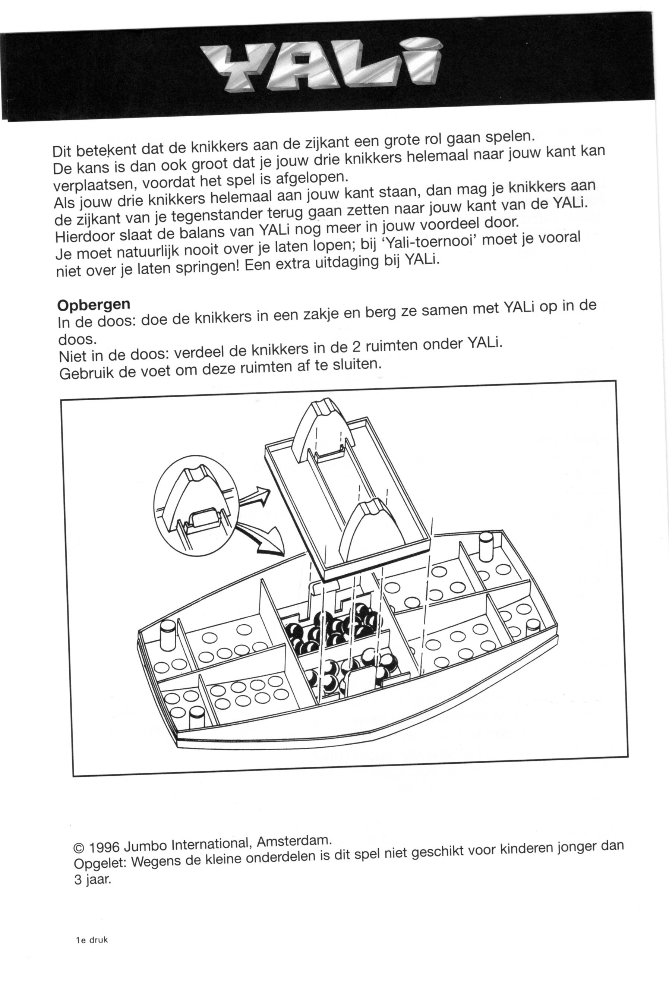 YALi
Dit betekent dat de knikkers aan de zijkant een grote rol gaan spelen.
De kans is dan ook groot dat je jouw drie knikkers helemaal naar jouw kant kan
verplaatsen, voordat het spel is afgelopen.
Als jouw drie knikkers helemaal aan jouw kant staan, dan mag je knikkers aan
de zijkant van je tegenstander terug gaan zetten naar jouw kant van de YALi.
Hierdoor slaat de balans van YALi nog meer in jouw voordeel door.
Je moet natuurlijk nooit over je laten lopen; bij ‘Yali-toernooi’ moet je vooral
niet over je laten springen! Een extra uitdaging bij YALi.
Opbergen
In de doos: doe de knikkers in een zakje en berg ze samen met YALi op in de
doos.
Niet in de doos: verdeel de knikkers in de 2 ruimten onder YALi.
Gebruik de voet om deze ruimten af te sluiten.
© 1996 Jumbo International, Amsterdam.
Opgelet: Wegens de kleine onderdelen is dit spel niet geschikt voor kinderen jonger dan
3 jaar.
1e druk